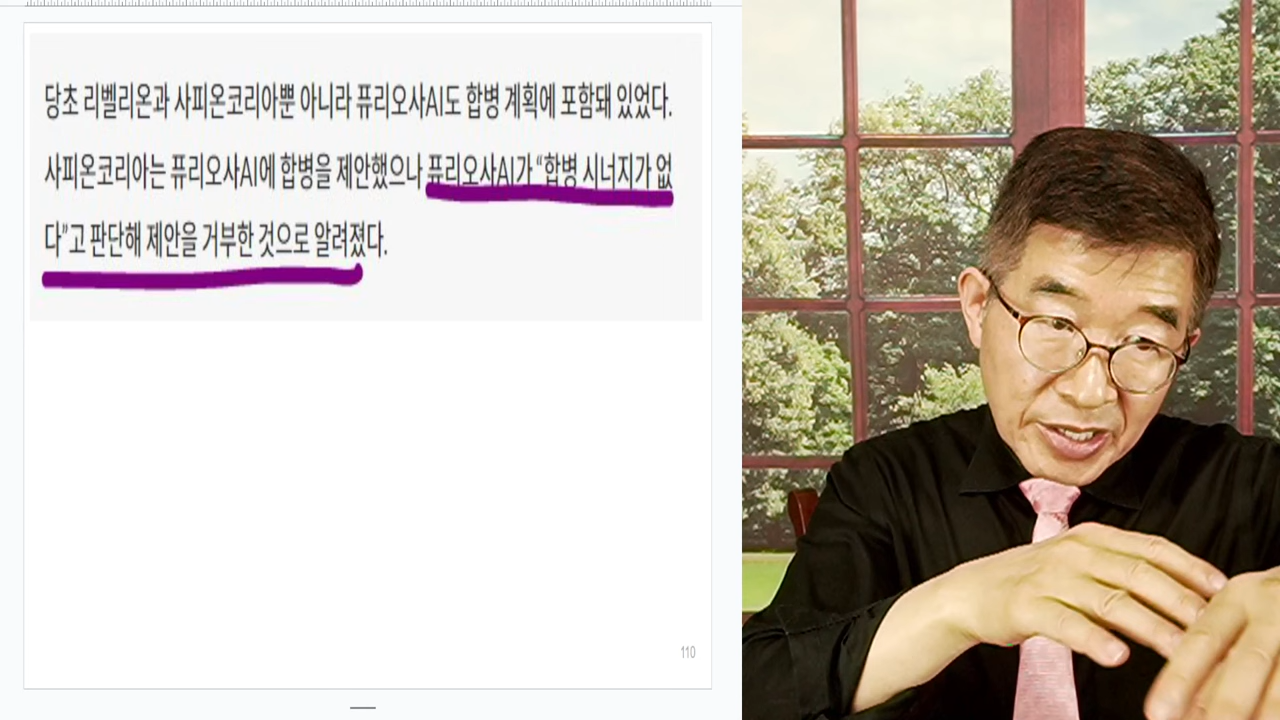 당초 리벨리온과 사피온코리아뿐 아니라 퓨리오사AI도 합병 계획에 포함돼 있었다.
사피온코리아는 퓨리오사AI에 합병을 제안했으나 퓨리오사AI가 “합병 시너지가 없
다”고 판단해 제안을 거부한 것으로 알려졌다.
110